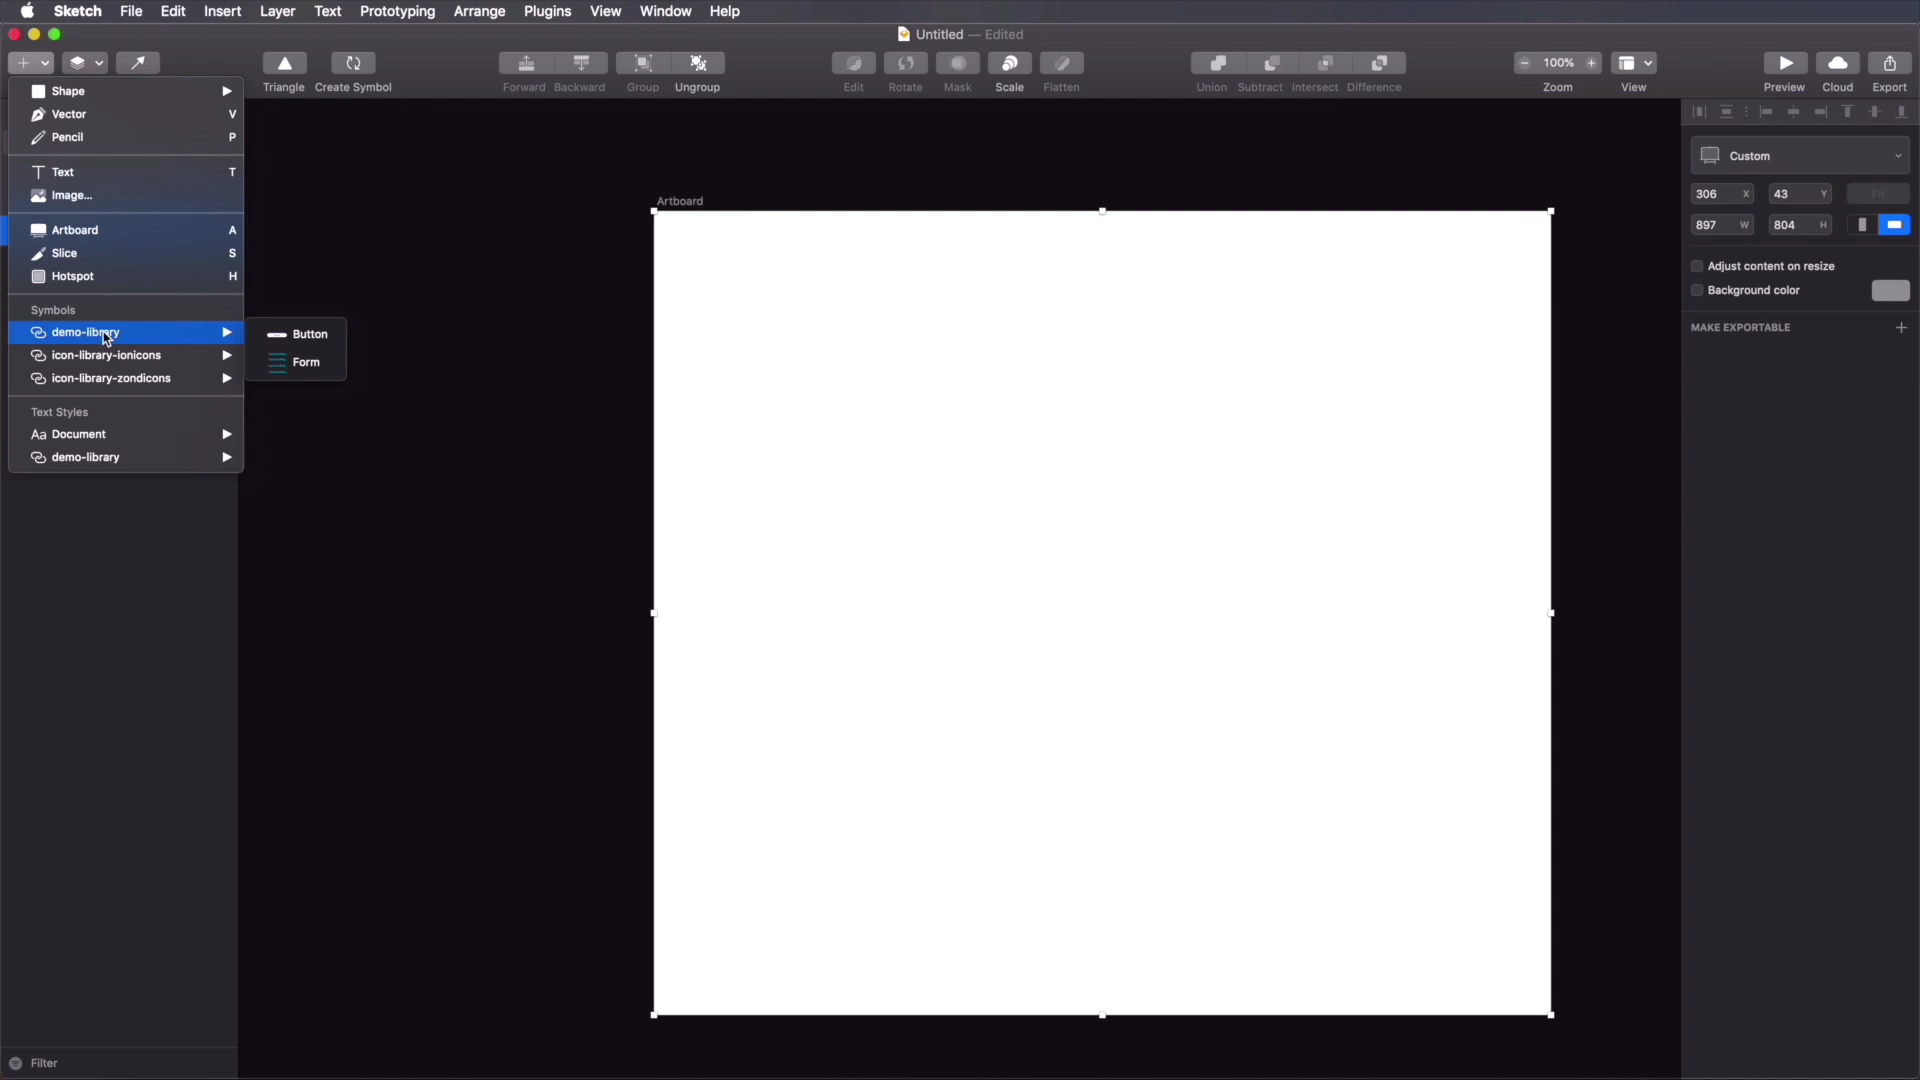 Sketch File Edit Insert Layer Text Prototyping Arrange Plugins View Window Help
Untitled — Edited
100%
Triangle Create Symbol Forward Backward Group Ungroup Edit Rotate Mask Scale Flatten Union Subtract Intersect Difference Zoom View Preview Cloud Export
Shape
Vector V
Pencil P
Text T
Image...
Artboard A
Slice S
Hotspot H
Symbols
demo-library
icon-library-ionicons
icon-library-zondicons
Text Styles
Aa Document
demo-library
Button
Form
Artboard
Custom
306 X 43 Y Fit
897 W 804 H
Adjust content on resize
Background color
MAKE EXPORTABLE
Filter